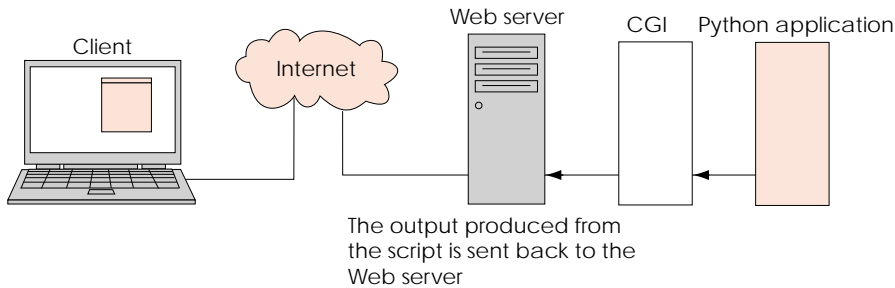 Client
Internet
Web server
CGI
Python application
The output produced from
the script is sent back to the
Web server